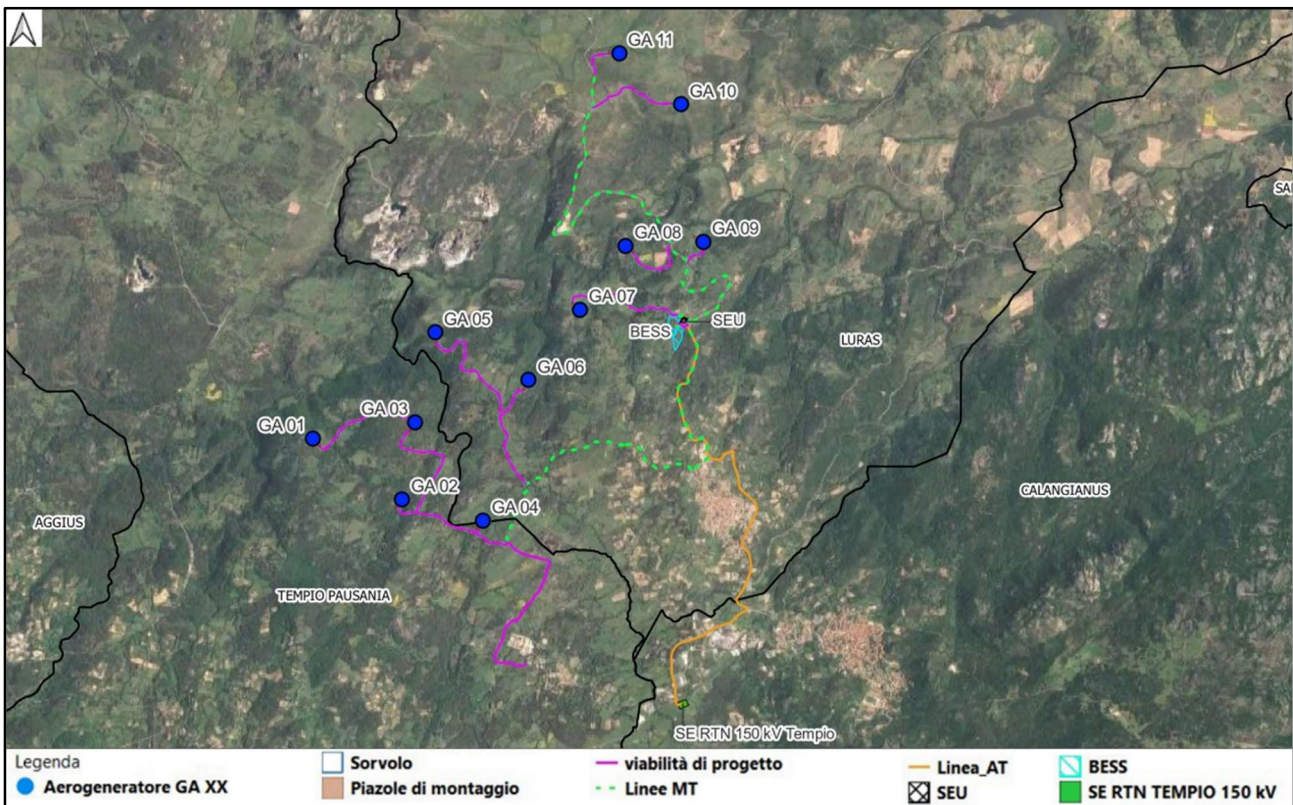 GA 11
GA 10
SA
GA 08
GA 09
GA 07
SEU
BESS
GA 05
LURAS
GA 06
GA 03
GA 01
GA 02
CALANGIANUS
GA 04
AGGIUS
TEMPIO PAUSANIA
SE RTN 150 kV Tempio
Legenda
Aerogeneratore GA XX
Sorvolo
Piazole di montaggio
viabilità di progetto
Linee MT
Linea_AT
SEU
BESS
SE RTN TEMPIO 150 kV